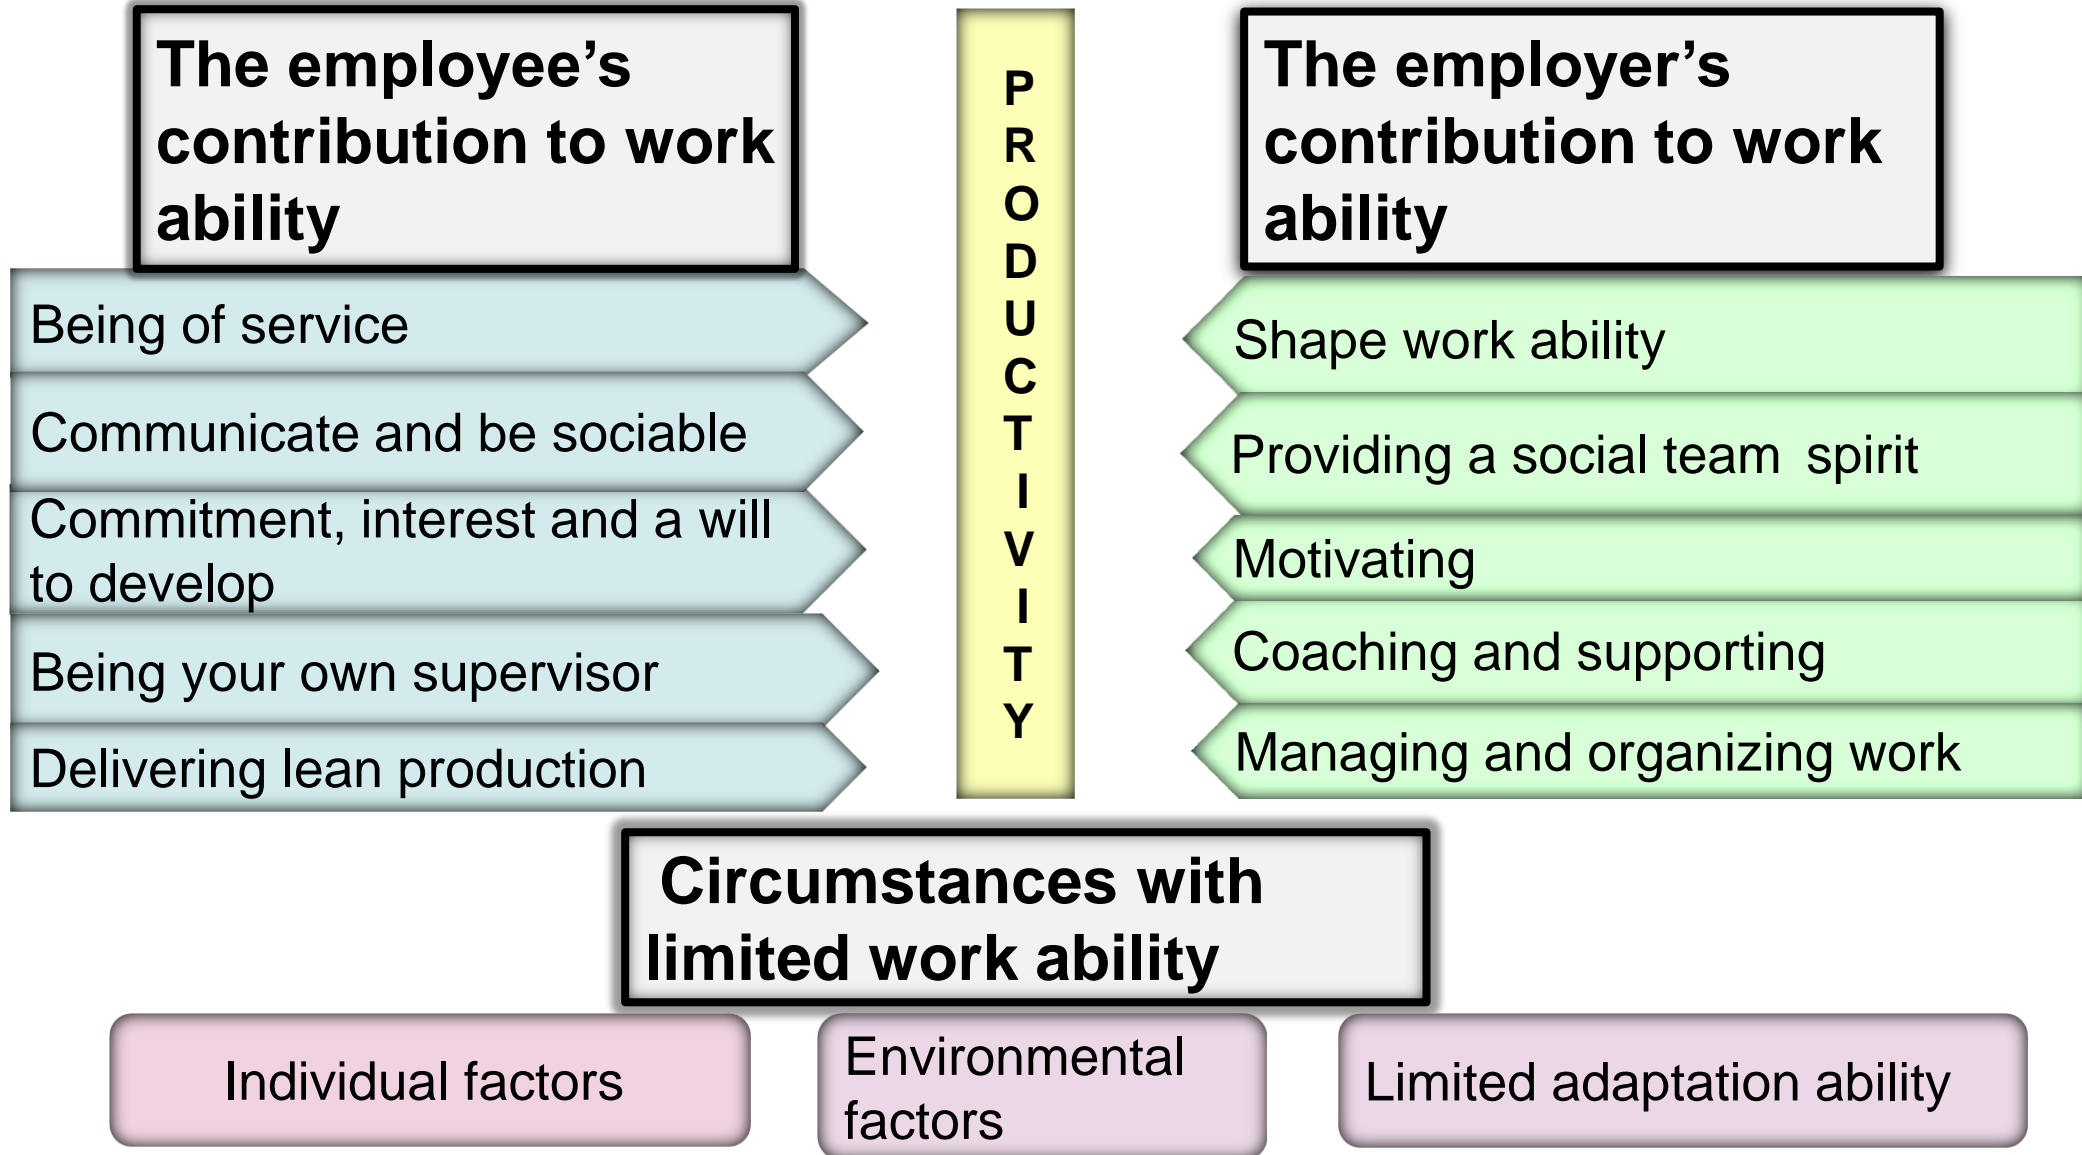 The employee’s
contribution to work
ability
Being of service
Communicate and be sociable
Commitment, interest and a will
to develop
Being your own supervisor
Delivering lean production
P
R
O
D
U
C
T
I
V
I
T
Y
The employer’s
contribution to work
ability
Shape work ability
Providing a social team spirit
Motivating
Coaching and supporting
Managing and organizing work
Circumstances with
limited work ability
Individual factors
Environmental
factors
Limited adaptation ability